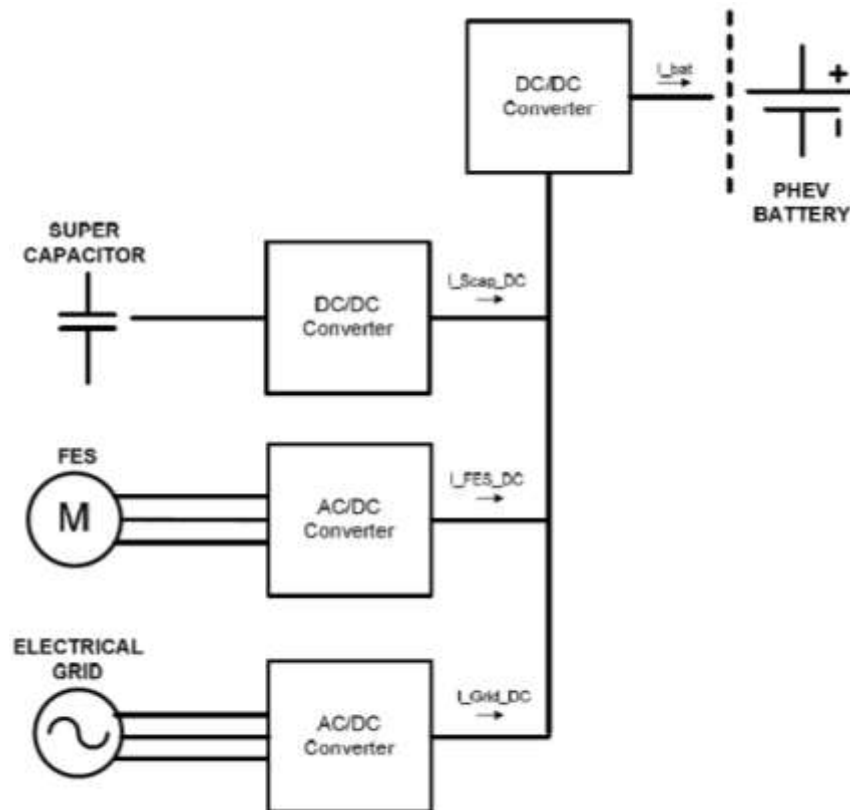 DC/DC
Converter
I_bat
+
PHEV
BATTERY
SUPER
CAPACITOR
DC/DC
Converter
I_Scap_DC
FES
M
AC/DC
Converter
I_FES_DC
ELECTRICAL
GRID
AC/DC
Converter
I_Grid_DC